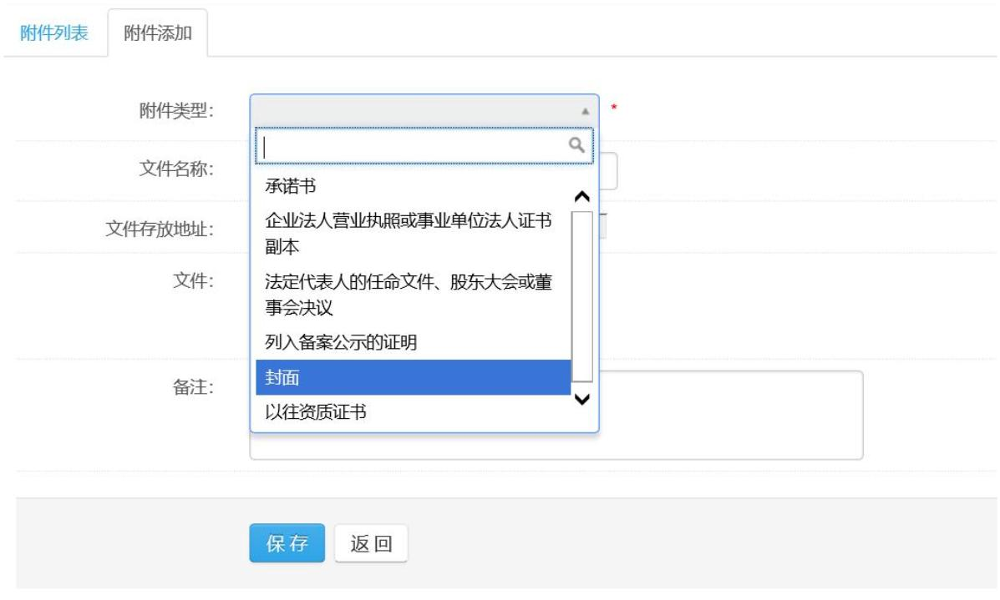 附件列表 附件添加
附件类型: *
文件名称:
承诺书
企业法人营业执照或事业单位法人证书
副本
文件存放地址:
文件:
法定代表人的任命文件、股东大会或董
事会决议
列入备案公示的证明
封面
备注:
以往资质证书
保存 返回